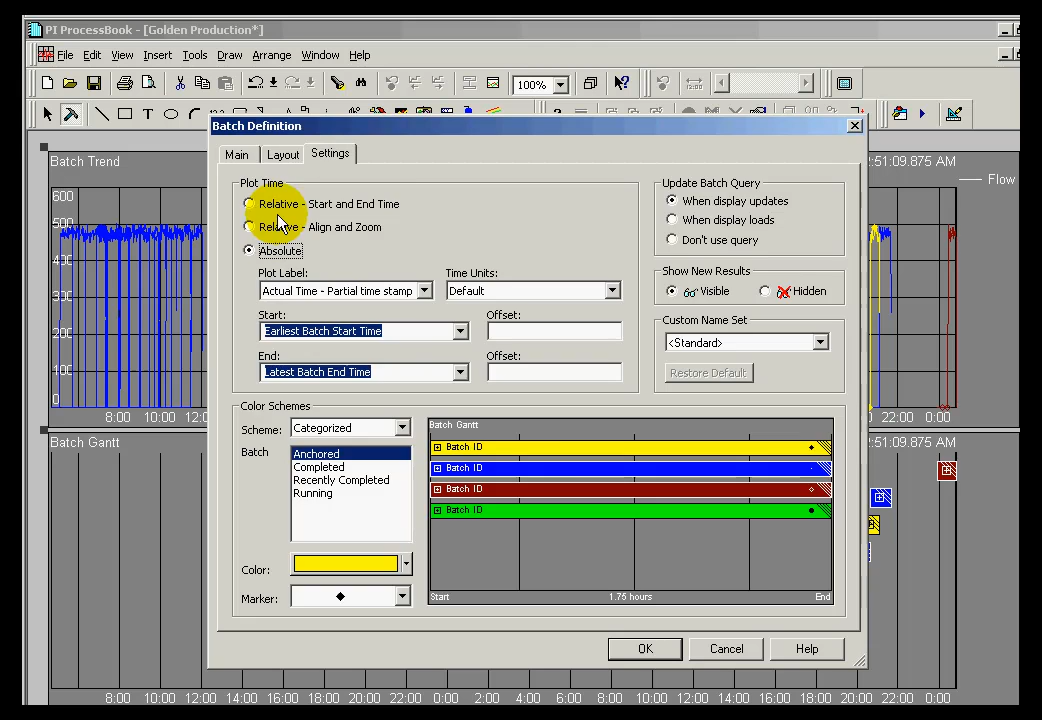 PI ProcessBook - [Golden Production*]
File Edit View Insert Tools Draw Arrange Window Help
100%
Batch Definition
Batch Trend
:51:09.875 AM
Flow
600
500
400
300
200
100
0
8:00 10:00 12:0
22:00 0:00
Main Layout Settings
Plot Time
Relative - Start and End Time
Relative - Align and Zoom
Absolute
Plot Label: Time Units:
Actual Time - Partial time stamp Default
Start: Offset:
Earliest Batch Start Time
End: Offset:
Latest Batch End Time
Update Batch Query
When display updates
When display loads
Don't use query
Show New Results
Visible Hidden
Custom Name Set
<Standard>
Restore Default
Color Schemes
Scheme: Categorized
Batch
Anchored
Completed
Recently Completed
Running
Color:
Marker:
Batch Gantt
Batch ID
Batch ID
Batch ID
Batch ID
Start 1.75 hours End
OK Cancel Help
Batch Gantt
:51:09.875 AM
8:00 10:00 12:00 14:00 16:00 18:00 20:00 22:00 0:00 2:00 4:00 6:00 8:00 10:00 12:00 14:00 16:00 18:00 20:00 22:00 0:00